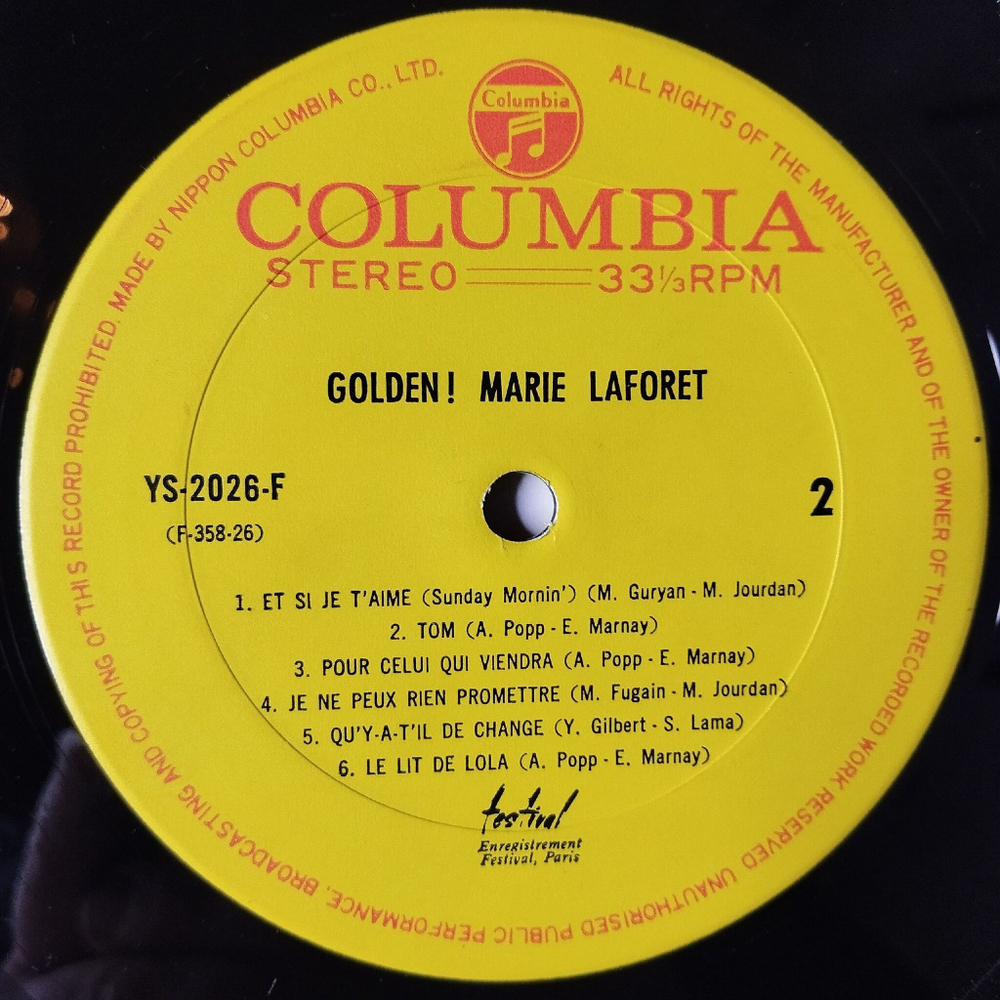 Columbia
COLUMBIA
STEREO 33⅓RPM
GOLDEN! MARIE LAFORET
YS-2026-F
(F-358-26)
2
1. ET SI JE T'AIME (Sunday Mornin') (M. Guryan - M. Jourdan)
2. TOM (A. Popp - E. Marnay)
3. POUR CELUI QUI VIENDRA (A. Popp - E. Marnay)
4. JE NE PEUX RIEN PROMETTRE (M. Fugain - M. Jourdan)
5. QU'Y-A-T'IL DE CHANGE (Y. Gilbert - S. Lama)
6. LE LIT DE LOLA (A. Popp - E. Marnay)
festival
Enregistrement
Festival, Paris
ALL RIGHTS OF THE MANUFACTURER AND OF THE OWNER OF THE RECORDED WORK RESERVED UNAUTHORISED PUBLIC PERFORMANCE. BROADCASTING AND COPYING OF THIS RECORD PROHIBITED. MADE BY NIPPON COLUMBIA CO., LTD.